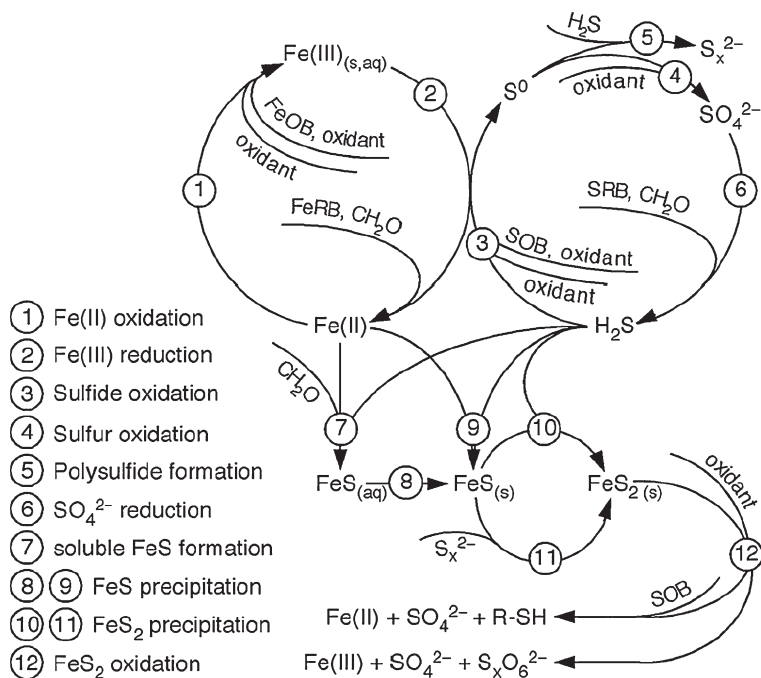 H₂S
⑤
Sₓ²⁻
Fe(III)₍s,aq₎
②
S⁰
oxidant
④
SO₄²⁻
FeOB, oxidant
oxidant
①
FeRB, CH₂O
SRB, CH₂O
⑥
③
SOB, oxidant
oxidant
Fe(II)
H₂S
① Fe(II) oxidation
② Fe(III) reduction
③ Sulfide oxidation
④ Sulfur oxidation
⑤ Polysulfide formation
⑥ SO₄²⁻ reduction
⑦ soluble FeS formation
⑧ ⑨ FeS precipitation
⑩ ⑪ FeS₂ precipitation
⑫ FeS₂ oxidation
CH₂O
⑦
⑨
⑩
FeS(aq)
⑧
FeS(s)
FeS₂ (s)
oxidant
Sₓ²⁻
⑪
⑫
SOB
Fe(II) + SO₄²⁻ + R-SH
Fe(III) + SO₄²⁻ + SₓO₆²⁻